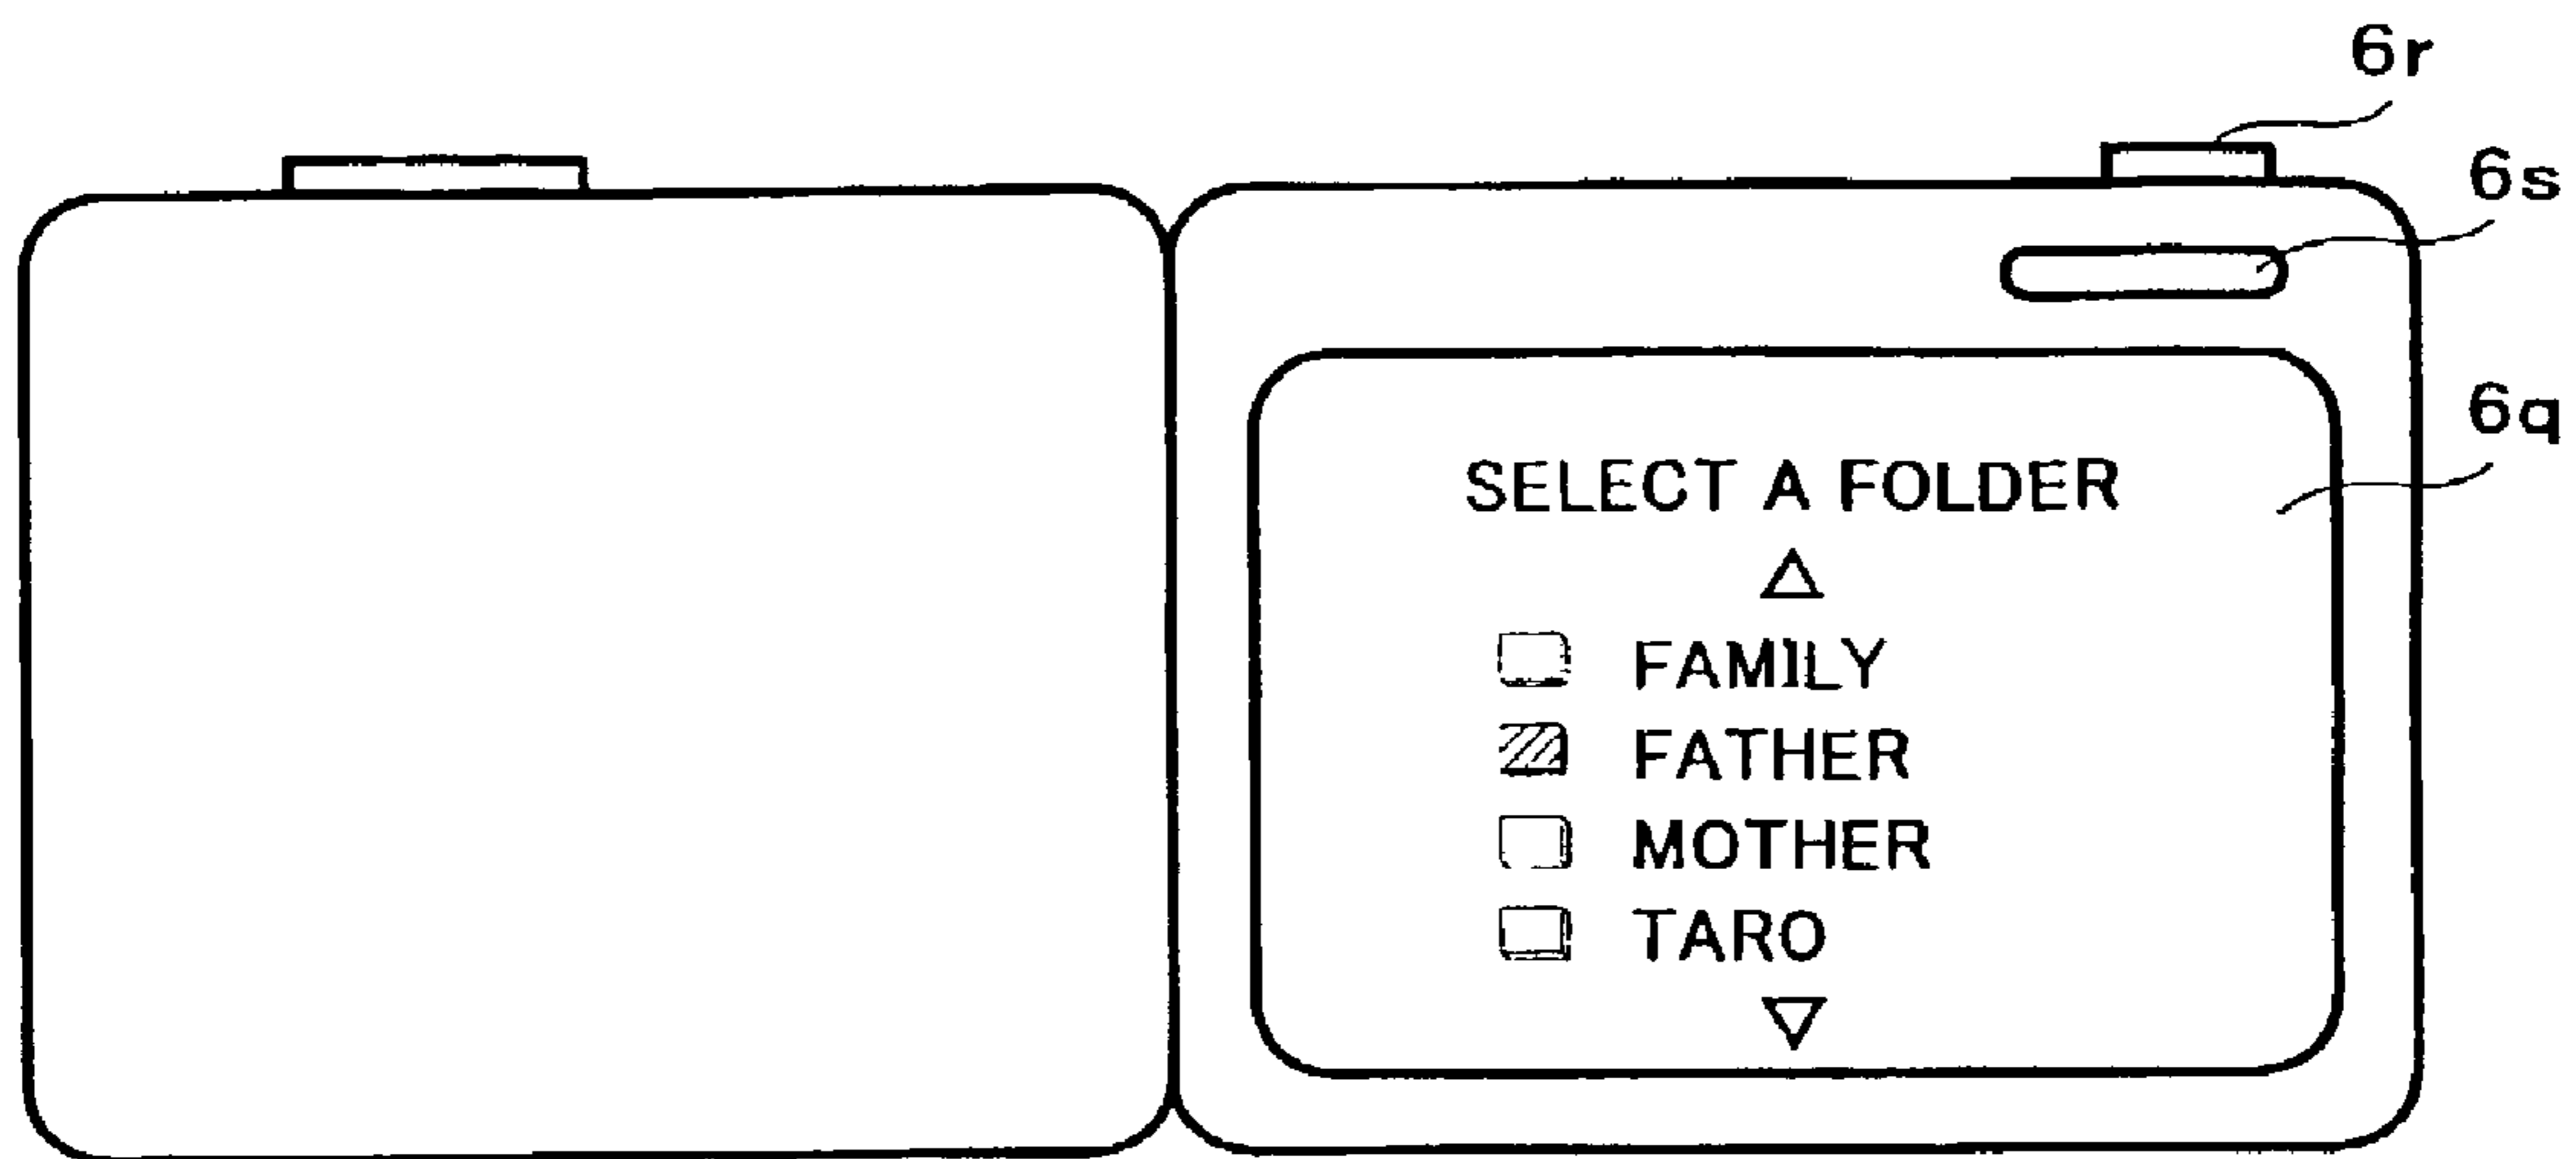 6r
6s
6q
SELECT A FOLDER
FAMILY
FATHER
MOTHER
TARO